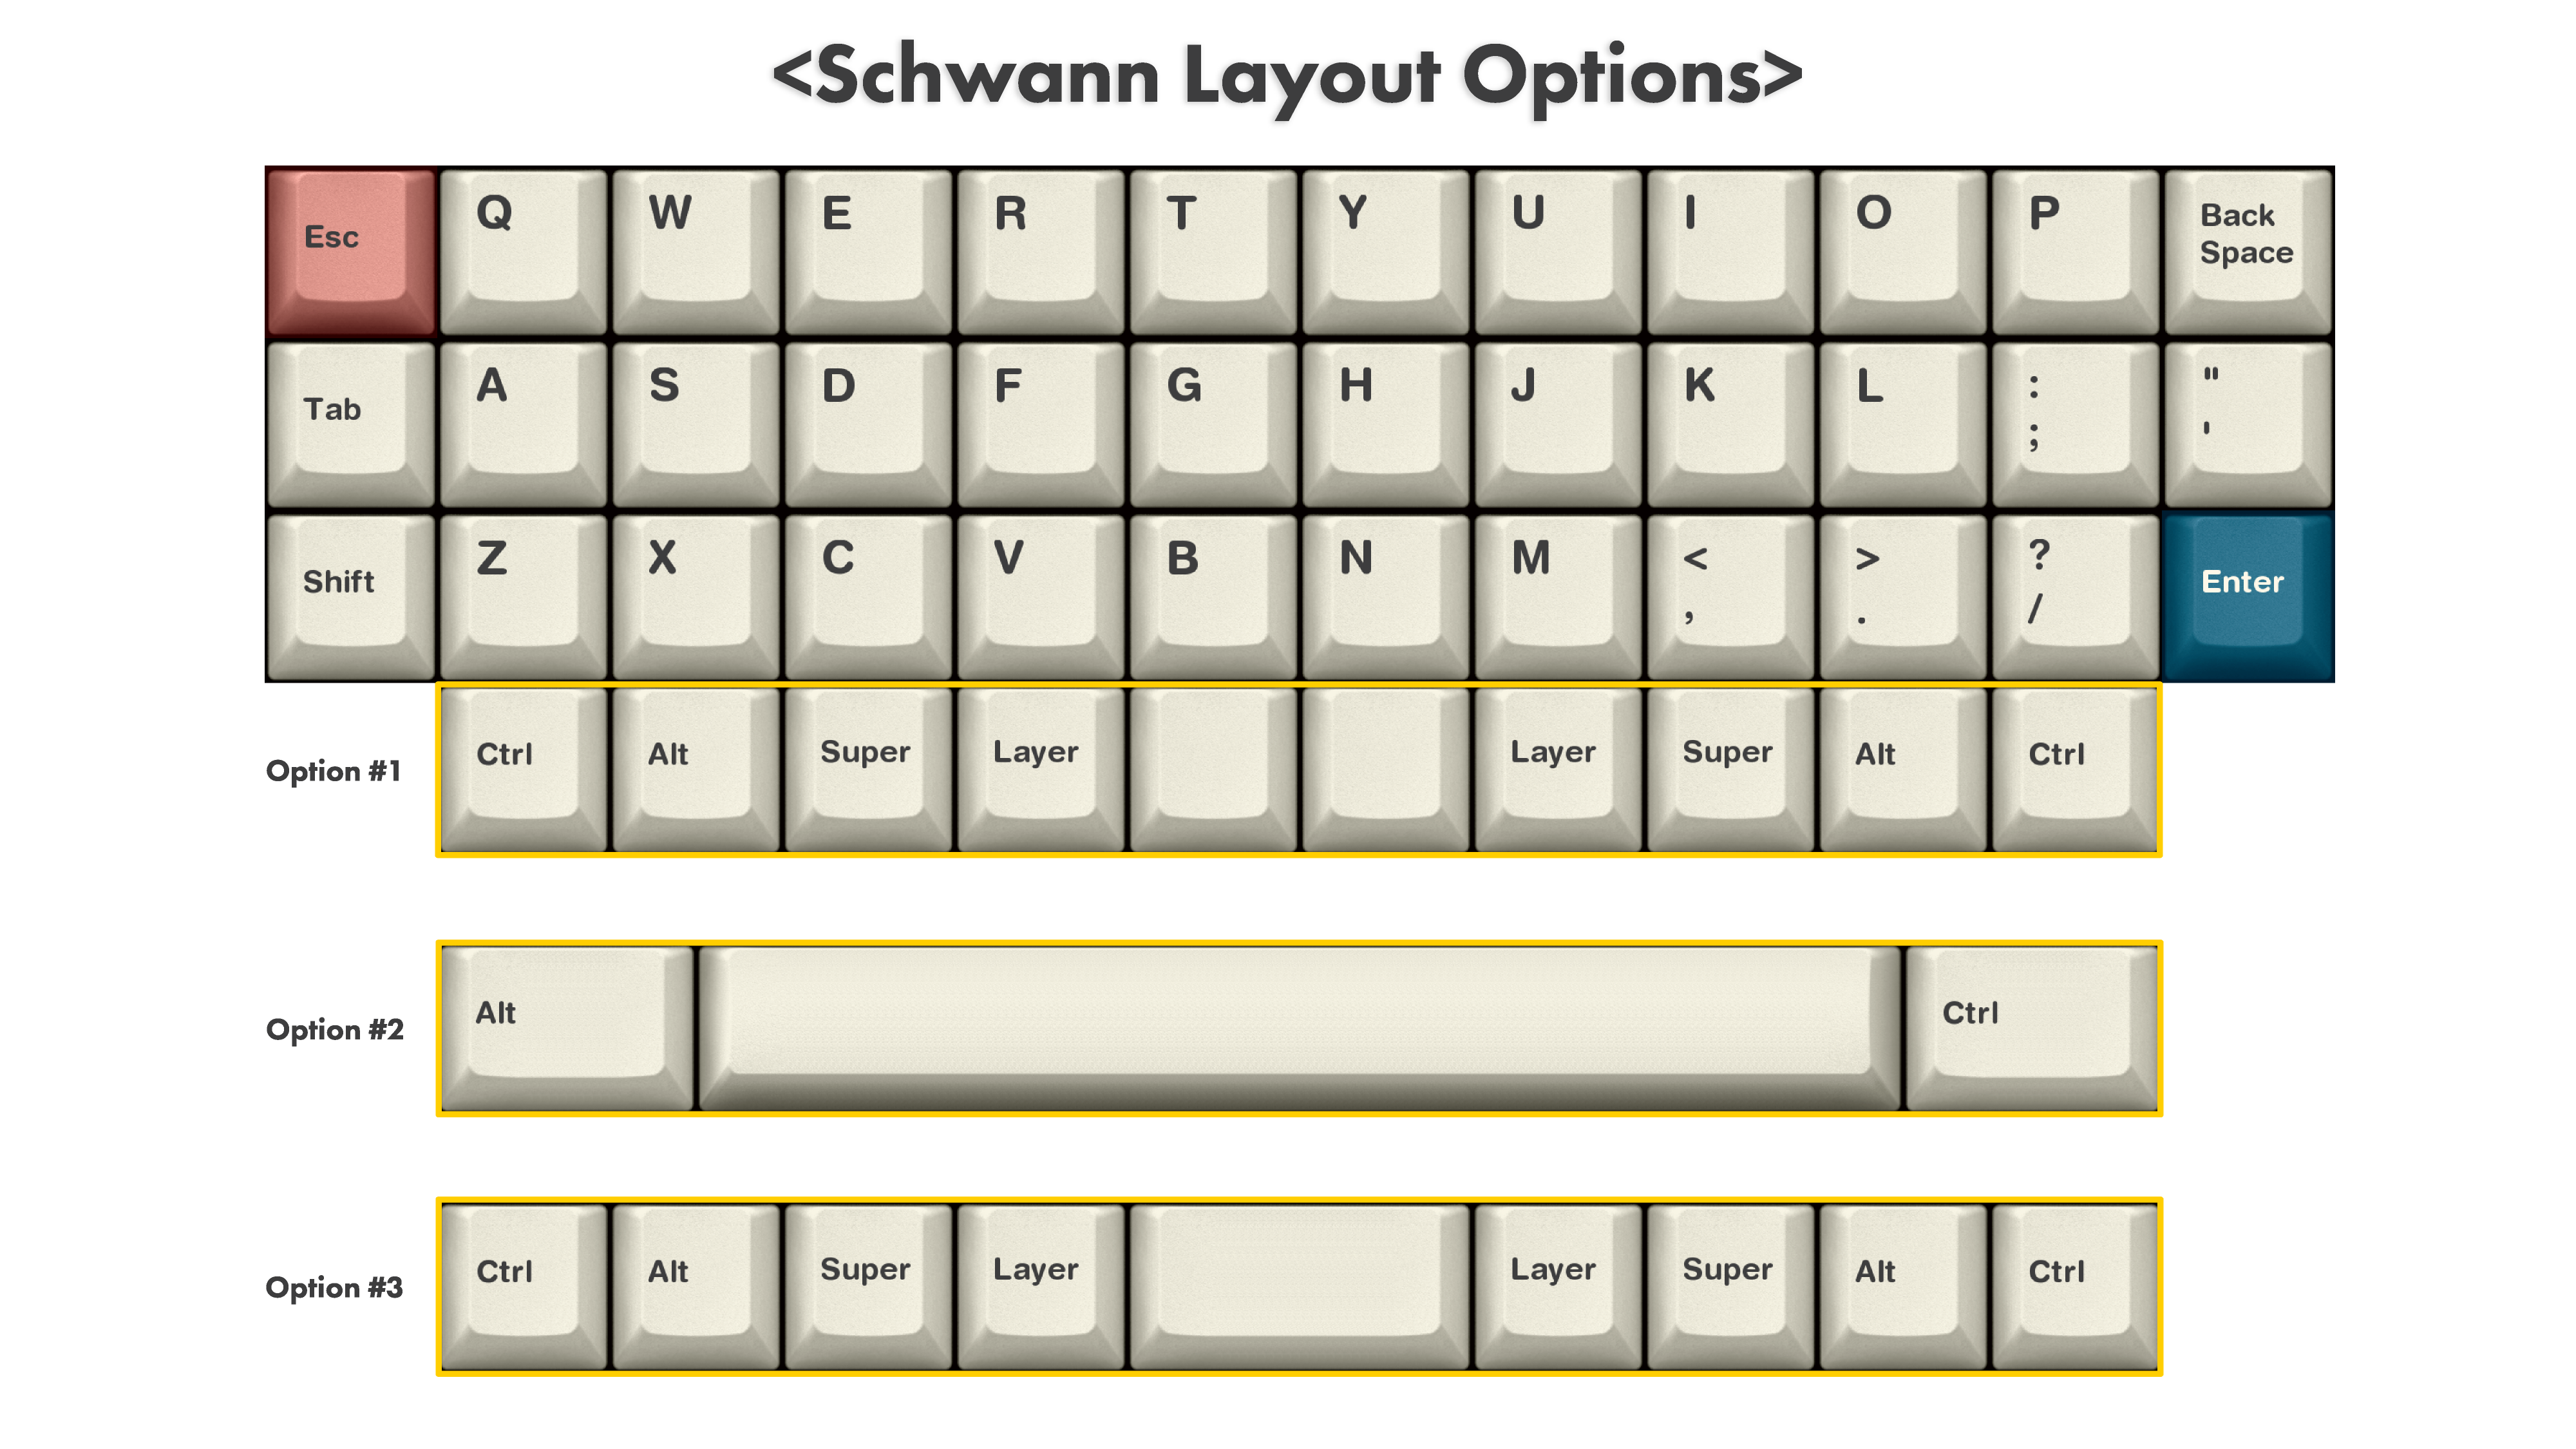 <Schwann Layout Options>
Esc Q W E R T Y U I O P Back Space
Tab A S D F G H J K L : ; " '
Shift Z X C V B N M < , > . ? / Enter
Option #1 Ctrl Alt Super Layer Layer Super Alt Ctrl
Option #2 Alt Ctrl
Option #3 Ctrl Alt Super Layer Layer Super Alt Ctrl